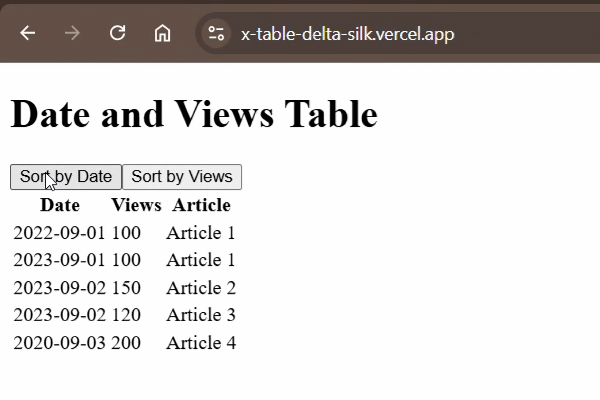 x-table-delta-silk.vercel.app
Date and Views Table
Sort by Date Sort by Views
Date Views Article
2022-09-01 100 Article 1
2023-09-01 100 Article 1
2023-09-02 150 Article 2
2023-09-02 120 Article 3
2020-09-03 200 Article 4